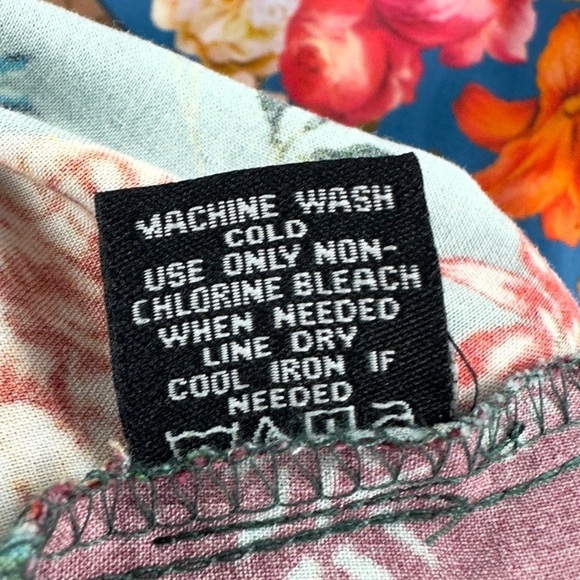 MACHINE WASH
COLD
USE ONLY NON-
CHLORINE BLEACH
WHEN NEEDED
LINE DRY
COOL IRON IF
NEEDED